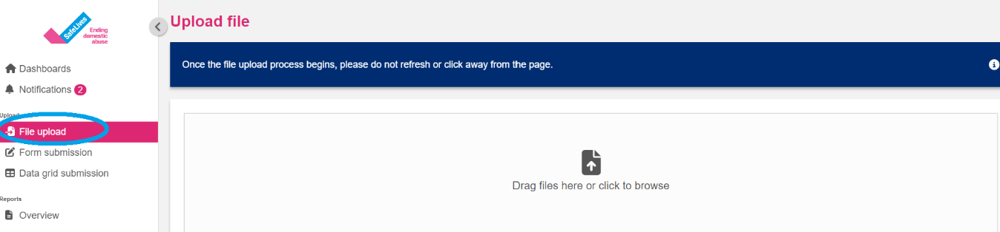 SafeLives
Ending
domestic
abuse
Upload file
Once the file upload process begins, please do not refresh or click away from the page.
Dashboards
Notifications 2
Upload
File upload
Form submission
Data grid submission
Reports
Overview
Drag files here or click to browse